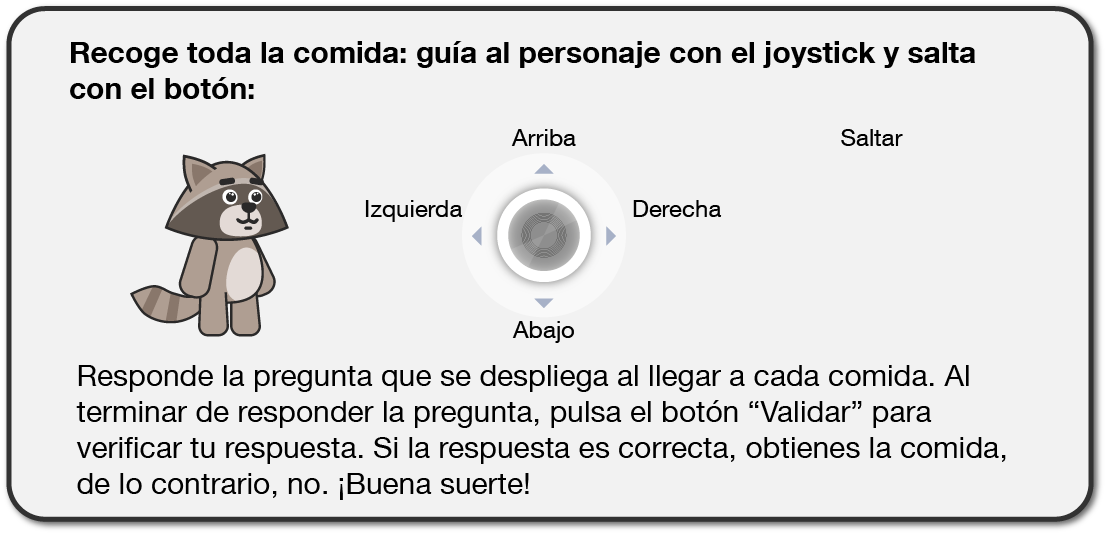 Recoge toda la comida: guía al personaje con el joystick y salta
con el botón:
Arriba
Saltar
Izquierda
Derecha
Abajo
Responde la pregunta que se despliega al llegar a cada comida. Al
terminar de responder la pregunta, pulsa el botón “Validar” para
verificar tu respuesta. Si la respuesta es correcta, obtienes la comida,
de lo contrario, no. ¡Buena suerte!